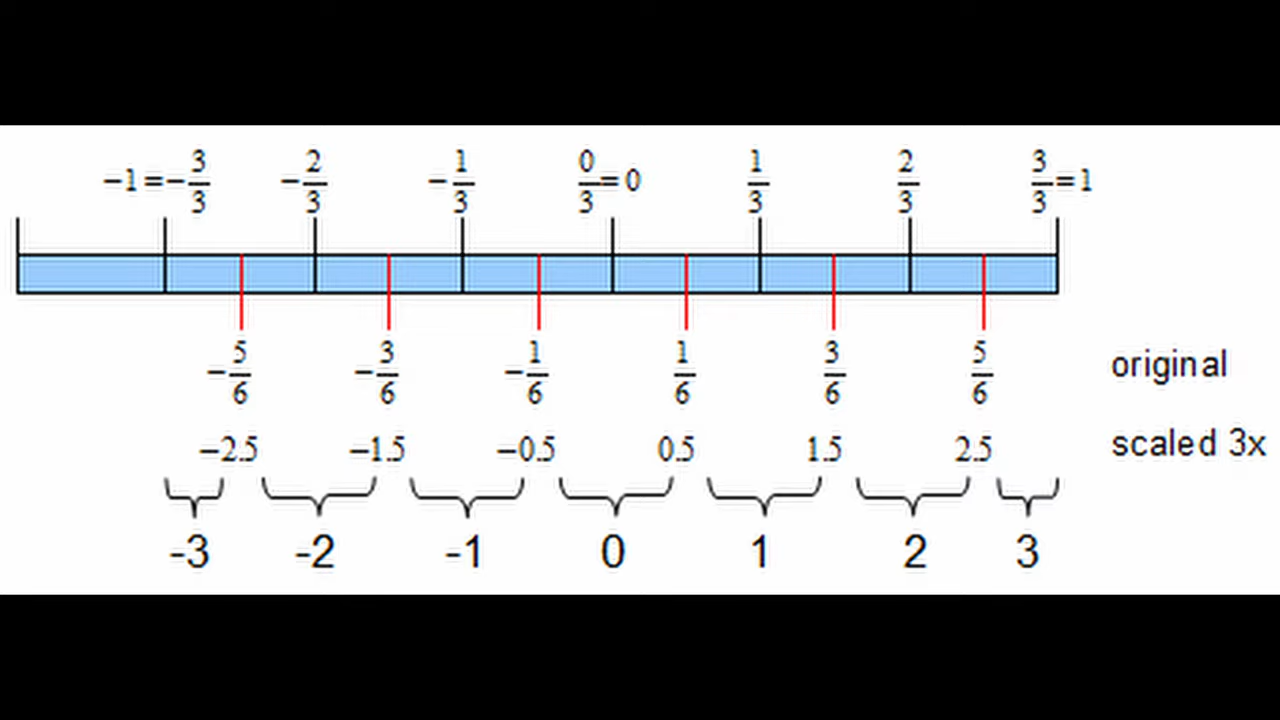 −1 = −3/3 −2/3 −1/3 0/3 = 0 1/3 2/3 3/3 = 1
−5/6 −3/6 −1/6 1/6 3/6 5/6 original
−2.5 −1.5 −0.5 0.5 1.5 2.5 scaled 3x
-3 -2 -1 0 1 2 3